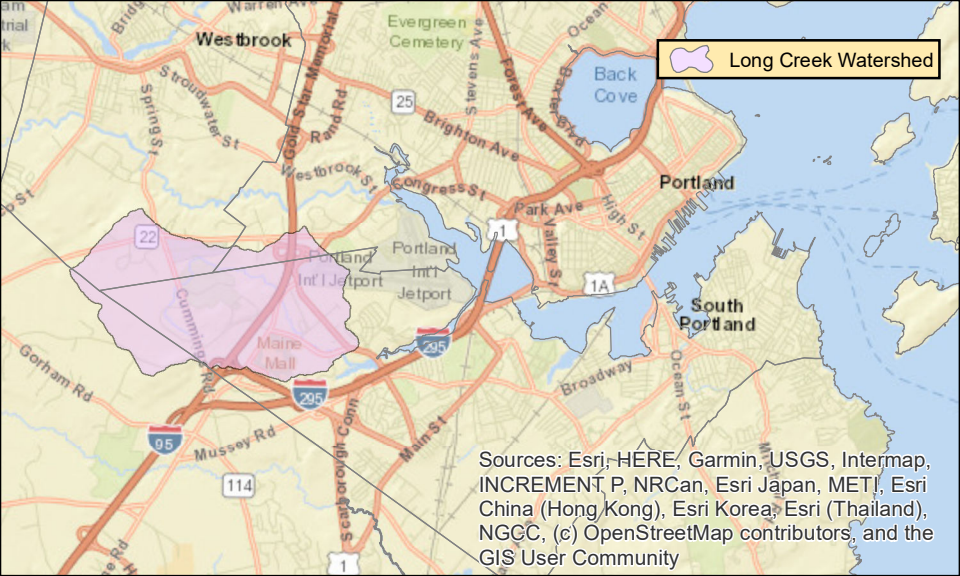 am
trial
k
Bridg
Warren Ave
Westbrook
Gold Star Memorial
Evergreen
Cemetery
Stevens Ave
Ocean
Forest Ave
Baxter Blvd
Back
Cove
Long Creek Watershed
Stroudwater St
Spring St
Rand Rd
25
Brighton Ave
Westbrook St
Congress St
Portland
Park Ave
High St
Valley St
1
22
Portland
Int'l Jetport
Portland
Int'l
Jetport
1A
Cummings Rd
Maine
Mall
295
South
Portland
Gorham Rd
295
Broadway
Ocean St
95
Mussey Rd
Scarborough Conn
Main St
114
1
Sources: Esri, HERE, Garmin, USGS, Intermap,
INCREMENT P, NRCan, Esri Japan, METI, Esri
China (Hong Kong), Esri Korea, Esri (Thailand),
NGCC, (c) OpenStreetMap contributors, and the
GIS User Community